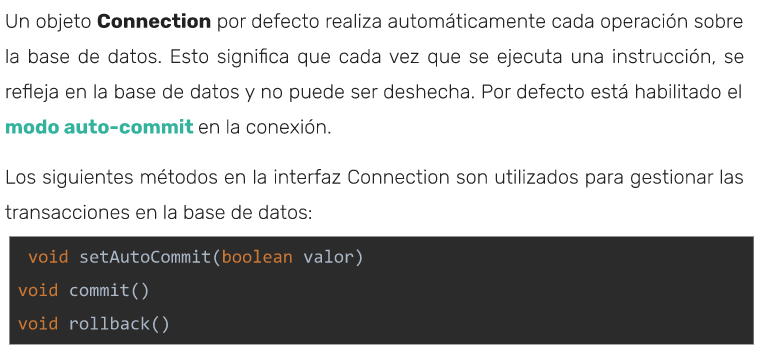 Un objeto Connection por defecto realiza automáticamente cada operación sobre
la base de datos. Esto significa que cada vez que se ejecuta una instrucción, se
refleja en la base de datos y no puede ser deshecha. Por defecto está habilitado el
modo auto-commit en la conexión.
Los siguientes métodos en la interfaz Connection son utilizados para gestionar las
transacciones en la base de datos:
void setAutoCommit(boolean valor)
void commit()
void rollback()